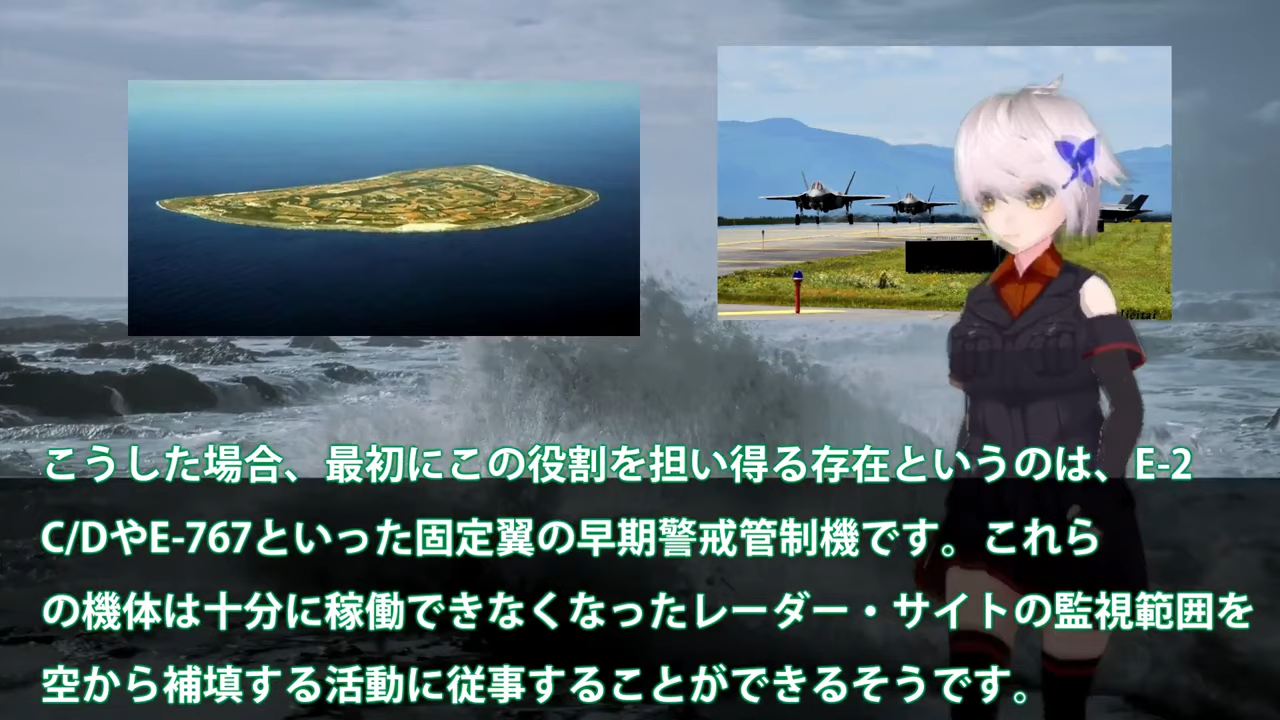 こうした場合、最初にこの役割を担い得る存在というのは、E-2
C/DやE-767といった固定翼の早期警戒管制機です。これら
の機体は十分に稼働できなくなったレーダー・サイトの監視範囲を
空から補填する活動に従事することができるそうです。